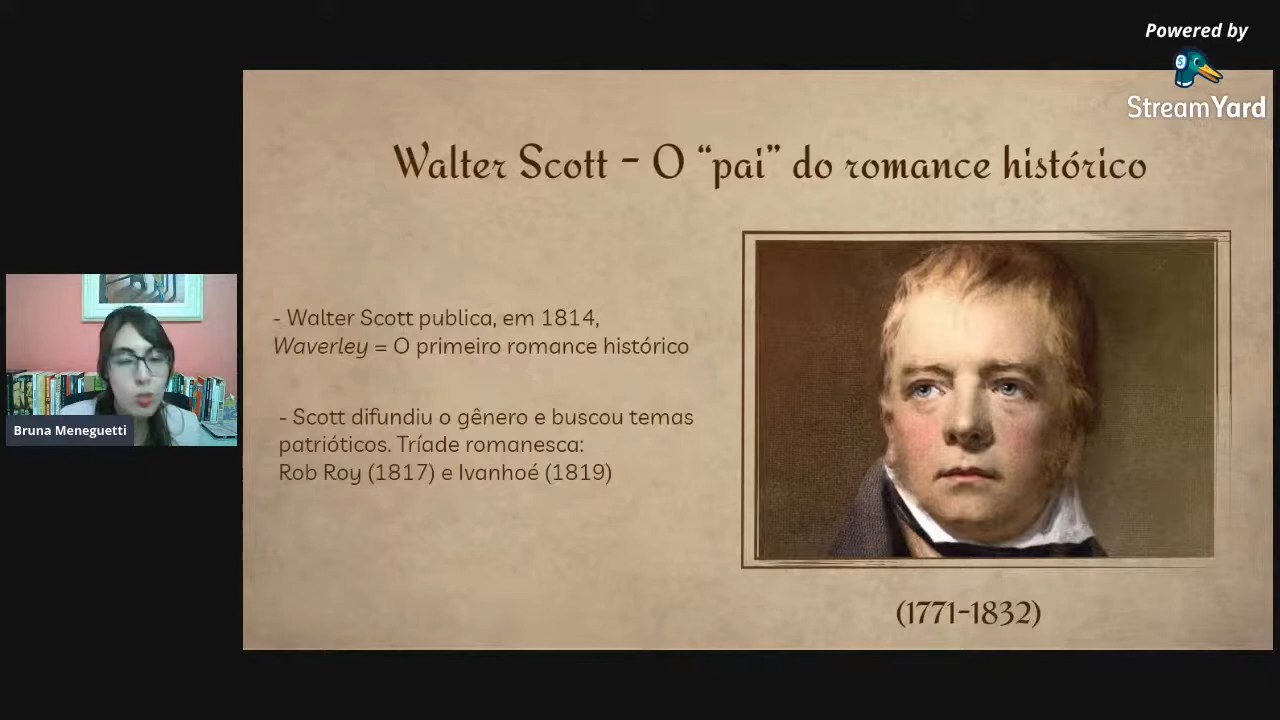 Powered by
StreamYard
Walter Scott - O “pai” do romance histórico
- Walter Scott publica, em 1814,
Waverley = O primeiro romance histórico
- Scott difundiu o gênero e buscou temas
patrióticos. Tríade romanesca:
Rob Roy (1817) e Ivanhoé (1819)
(1771-1832)
Bruna Meneguetti